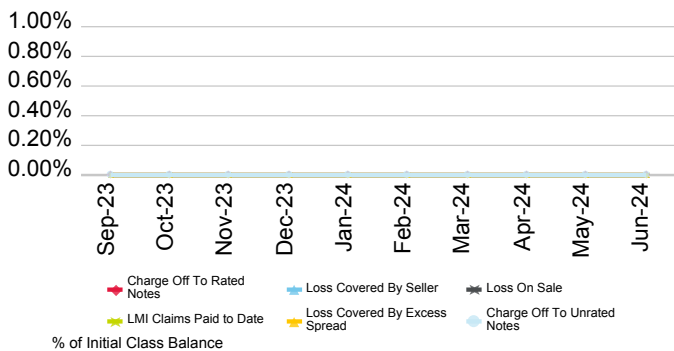 1.00%
0.80%
0.60%
0.40%
0.20%
0.00%
Sep-23
Oct-23
Nov-23
Dec-23
Jan-24
Feb-24
Mar-24
Apr-24
May-24
Jun-24
Charge Off To Rated
Notes
Loss Covered By Seller
Loss On Sale
LMI Claims Paid to Date
Loss Covered By Excess
Spread
Charge Off To Unrated
Notes
% of Initial Class Balance